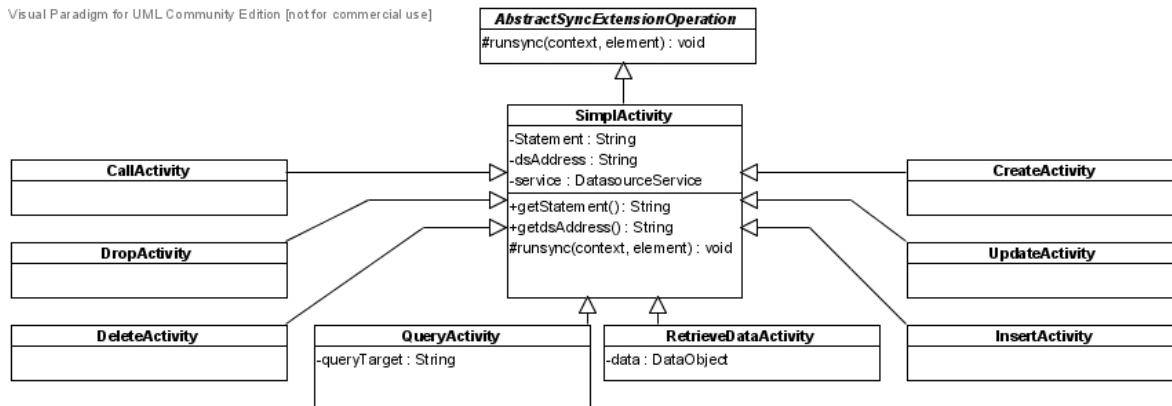 Visual Paradigm for UML Community Edition [not for commercial use]
AbstractSyncExtensionOperation
#runsync(context, element) : void
SimplActivity
-Statement : String
-dsAddress : String
-service : DatasourceService
+getStatement() : String
+getdsAddress() : String
#runsync(context, element) : void
CallActivity
DropActivity
DeleteActivity
QueryActivity
-queryTarget : String
RetrieveDataActivity
-data : DataObject
CreateActivity
UpdateActivity
InsertActivity